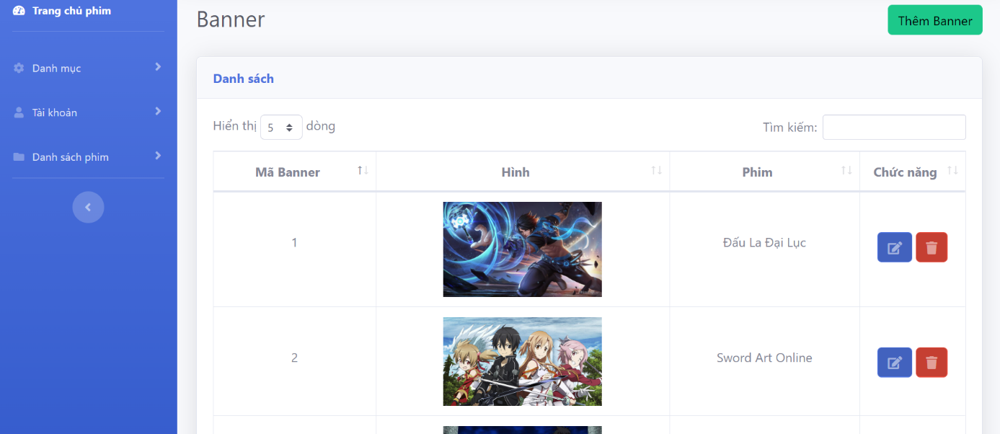 Trang chủ phim
Danh mục
Tài khoản
Danh sách phim
Banner
Thêm Banner
Danh sách
Hiển thị 5 dòng
Tìm kiếm:
Mã Banner Hình Phim Chức năng
1 Đấu La Đại Lục
2 Sword Art Online